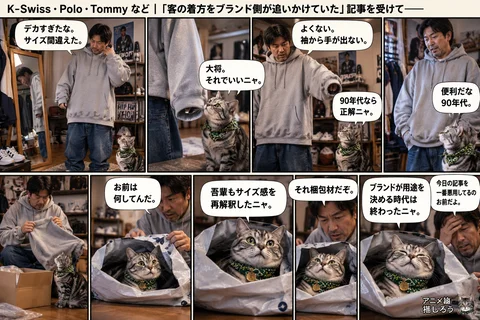 K-Swiss・Polo・Tommy など｜「客の着方をブランド側が追いかけていた」記事を受けて——
デカすぎたな。
サイズ間違えた。
大将。
それでいいニャ。
よくない。
袖から手が出ない。
90年代なら
正解ニャ。
便利だな
90年代。
お前は
何してんだ。
吾輩もサイズ感を
再解釈したニャ。
それ梱包材だぞ。
ブランドが用途を
決める時代は
終わったニャ。
今日の記事を
一番悪用してるの
お前だよ。
アニメ論